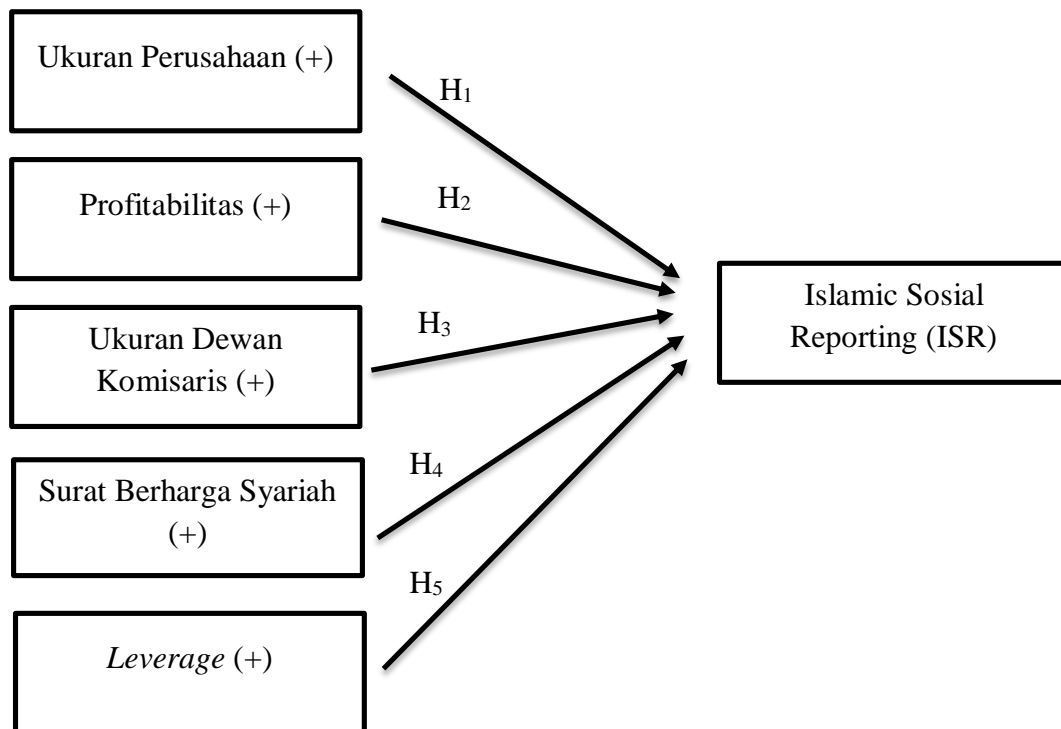 Ukuran Perusahaan (+)
H₁
Profitabilitas (+)
H₂
Ukuran Dewan
Komisaris (+)
H₃
Islamic Sosial
Reporting (ISR)
Surat Berharga Syariah
(+)
H₄
Leverage (+)
H₅